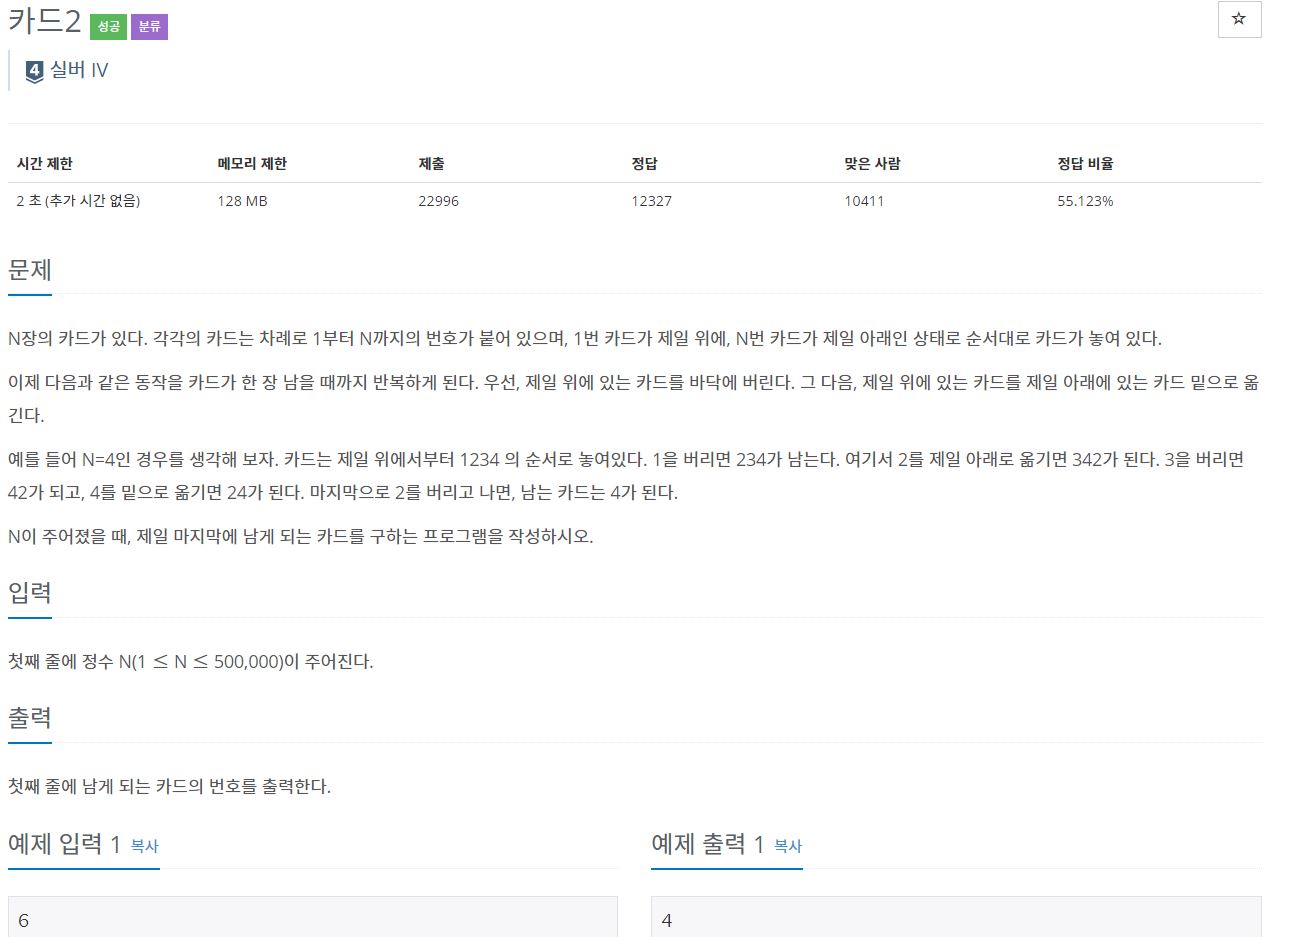 카드2 성공 분류
☆
4 실버 IV
시간 제한 메모리 제한 제출 정답 맞은 사람 정답 비율
2 초 (추가 시간 없음) 128 MB 22996 12327 10411 55.123%
문제
N장의 카드가 있다. 각각의 카드는 차례로 1부터 N까지의 번호가 붙어 있으며, 1번 카드가 제일 위에, N번 카드가 제일 아래인 상태로 순서대로 카드가 놓여 있다.
이제 다음과 같은 동작을 카드가 한 장 남을 때까지 반복하게 된다. 우선, 제일 위에 있는 카드를 바닥에 버린다. 그 다음, 제일 위에 있는 카드를 제일 아래에 있는 카드 밑으로 옮
긴다.
예를 들어 N=4인 경우를 생각해 보자. 카드는 제일 위에서부터 1234 의 순서로 놓여있다. 1을 버리면 234가 남는다. 여기서 2를 제일 아래로 옮기면 342가 된다. 3을 버리면
42가 되고, 4를 밑으로 옮기면 24가 된다. 마지막으로 2를 버리고 나면, 남는 카드는 4가 된다.
N이 주어졌을 때, 제일 마지막에 남게 되는 카드를 구하는 프로그램을 작성하시오.
입력
첫째 줄에 정수 N(1 ≤ N ≤ 500,000)이 주어진다.
출력
첫째 줄에 남게 되는 카드의 번호를 출력한다.
예제 입력 1 복사 예제 출력 1 복사
6 4